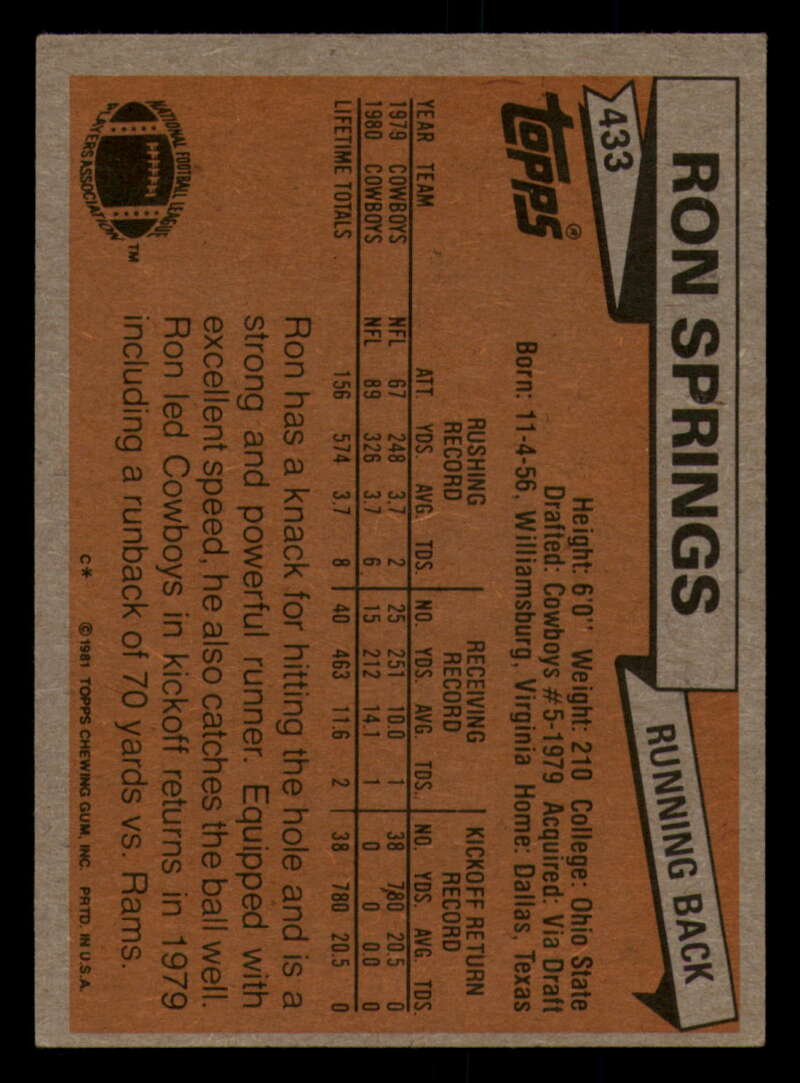 433
RON SPRINGS
RUNNING BACK
topps®
Height: 6'0" Weight: 210 College: Ohio State
Drafted: Cowboys #5-1979 Acquired: Via Draft
Born: 11-4-56, Williamsburg, Virginia Home: Dallas, Texas
RUSHING RECORD RECEIVING RECORD KICKOFF RETURN RECORD
YEAR TEAM ATT. YDS. AVG. TDS. NO. YDS. AVG. TDS. NO. YDS. AVG. TDS.
1979 COWBOYS NFL 67 248 3.7 2 25 251 10.0 1 38 780 20.5 0
1980 COWBOYS NFL 89 326 3.7 6 15 212 14.1 1 0 0 0.0 0
LIFETIME TOTALS 156 574 3.7 8 40 463 11.6 2 38 780 20.5 0
Ron has a knack for hitting the hole and is a
strong and powerful runner. Equipped with
excellent speed, he also catches the ball well.
Ron led Cowboys in kickoff returns in 1979
including a runback of 70 yards vs. Rams.
NATIONAL FOOTBALL LEAGUE
PLAYERS ASSOCIATION
TM
C* © 1981 TOPPS CHEWING GUM, INC. PRTD. IN U.S.A.